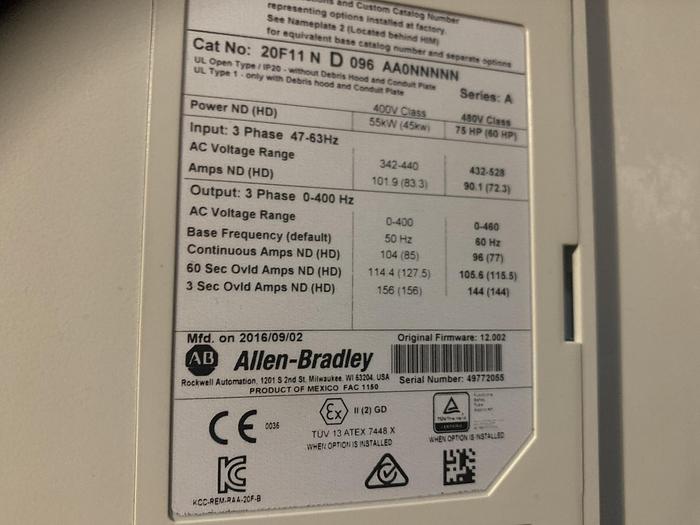 ns and Custom Catalog Number
representing options installed at factory.
See Nameplate 2 (Located behind HIM)
for equivalent base catalog number and separate options
Cat No: 20F11 N D 096 AA0NNNNN
UL Open Type / IP20 - without Debris Hood and Conduit Plate
UL Type 1 - only with Debris hood and Conduit Plate
Series: A
400V Class 480V Class
Power ND (HD) 55kW (45kw) 75 HP (60 HP)
Input: 3 Phase 47-63Hz
AC Voltage Range 342-440 432-528
Amps ND (HD) 101.9 (83.3) 90.1 (72.3)
Output: 3 Phase 0-400 Hz
AC Voltage Range 0-400 0-460
Base Frequency (default) 50 Hz 60 Hz
Continuous Amps ND (HD) 104 (85) 96 (77)
60 Sec Ovld Amps ND (HD) 114.4 (127.5) 105.6 (115.5)
3 Sec Ovld Amps ND (HD) 156 (156) 144 (144)
Mfd. on 2016/09/02 Original Firmware: 12.002
AB Allen-Bradley
Rockwell Automation, 1201 S 2nd St, Milwaukee, WI 53204, USA
Serial Number: 49772055
PRODUCT OF MEXICO FAC 1150
CE 0035
Ex II (2) GD
TÜV 13 ATEX 7448 X
WHEN OPTION IS INSTALLED
Functional
Safety
Type
Approved
WHEN OPTION IS INSTALLED
KCC-REM-RAA-20F-B